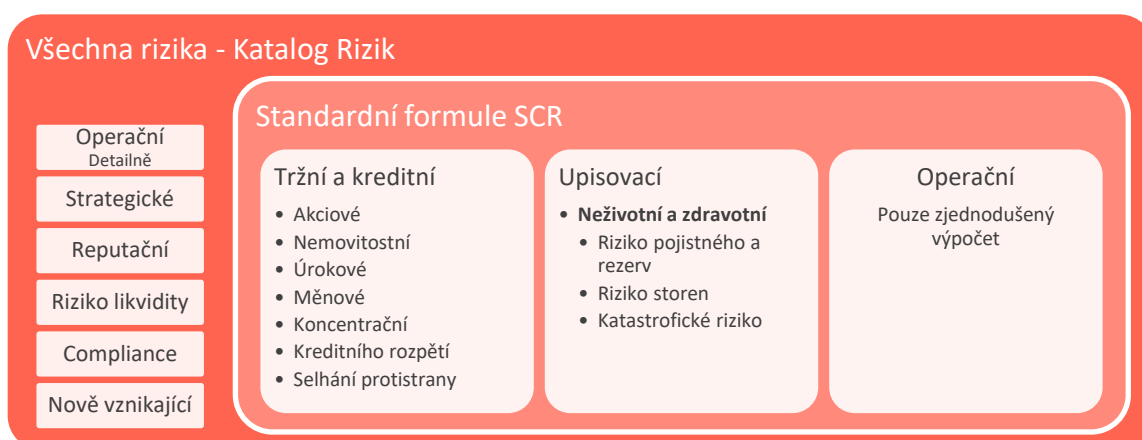 Všechna rizika - Katalog Rizik
Operační
Detailně
Strategické
Reputační
Riziko likvidity
Compliance
Nově vznikající
Standardní formule SCR
Tržní a kreditní
• Akciové
• Nemovitostní
• Úrokové
• Měnové
• Koncentrační
• Kreditního rozpětí
• Selhání protistrany
Upisovací
• Neživotní a zdravotní
• Riziko pojistného a
rezerv
• Riziko storen
• Katastrofické riziko
Operační
Pouze zjednodušený
výpočet